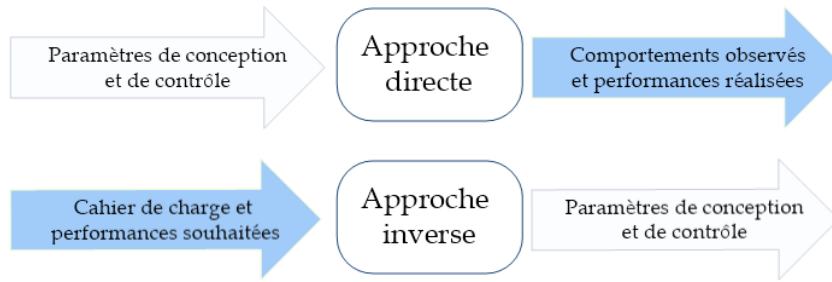 Paramètres de conception
et de contrôle
Approche
directe
Comportements observés
et performances réalisées
Cahier de charge et
performances souhaitées
Approche
inverse
Paramètres de conception
et de contrôle